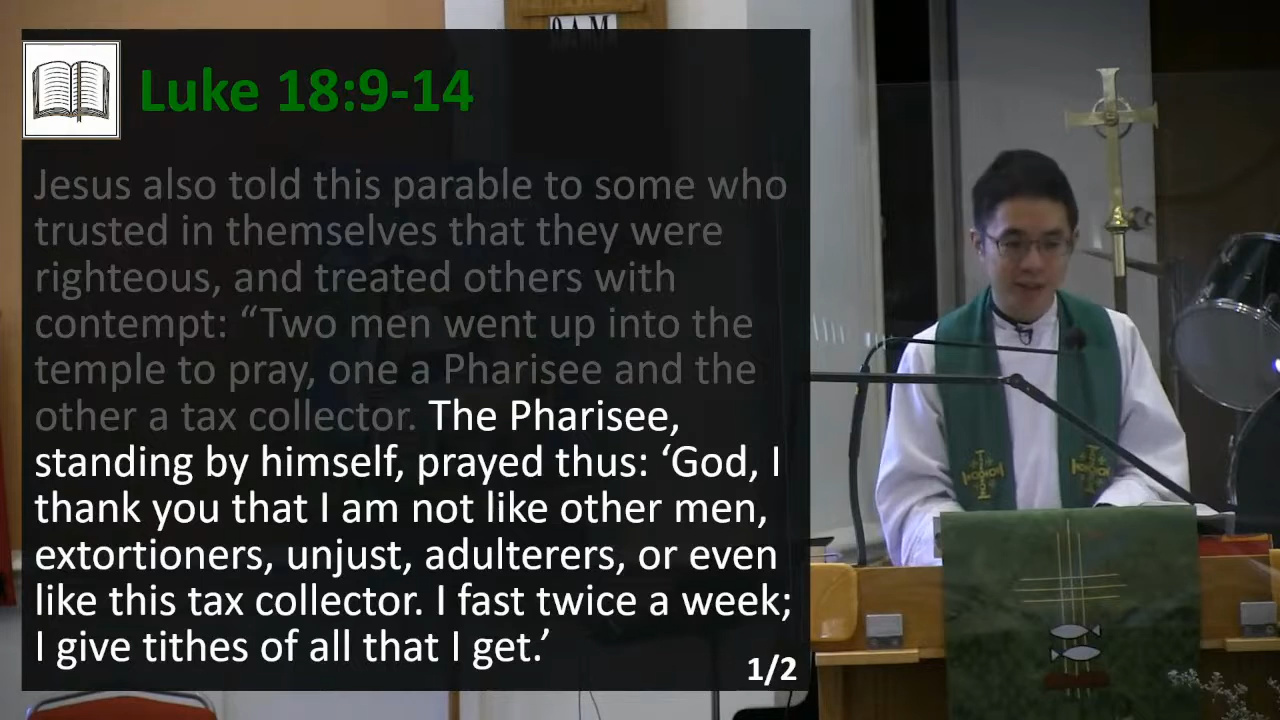 9AM
Luke 18:9-14
Jesus also told this parable to some who
trusted in themselves that they were
righteous, and treated others with
contempt: “Two men went up into the
temple to pray, one a Pharisee and the
other a tax collector. The Pharisee,
standing by himself, prayed thus: ‘God, I
thank you that I am not like other men,
extortioners, unjust, adulterers, or even
like this tax collector. I fast twice a week;
I give tithes of all that I get.’
1/2